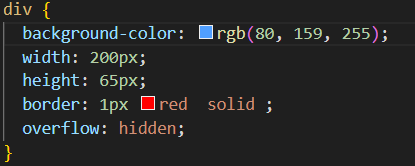 div {
background-color: rgb(80, 159, 255);
width: 200px;
height: 65px;
border: 1px red  solid ;
overflow: hidden;
}